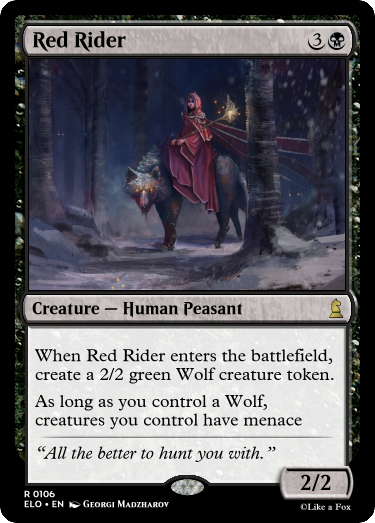 Red Rider 3
Creature — Human Peasant
When Red Rider enters the battlefield,
create a 2/2 green Wolf creature token.
As long as you control a Wolf,
creatures you control have menace
“All the better to hunt you with.”
2/2
R 0106
ELO • EN Georgi Madzharov
©Like a Fox